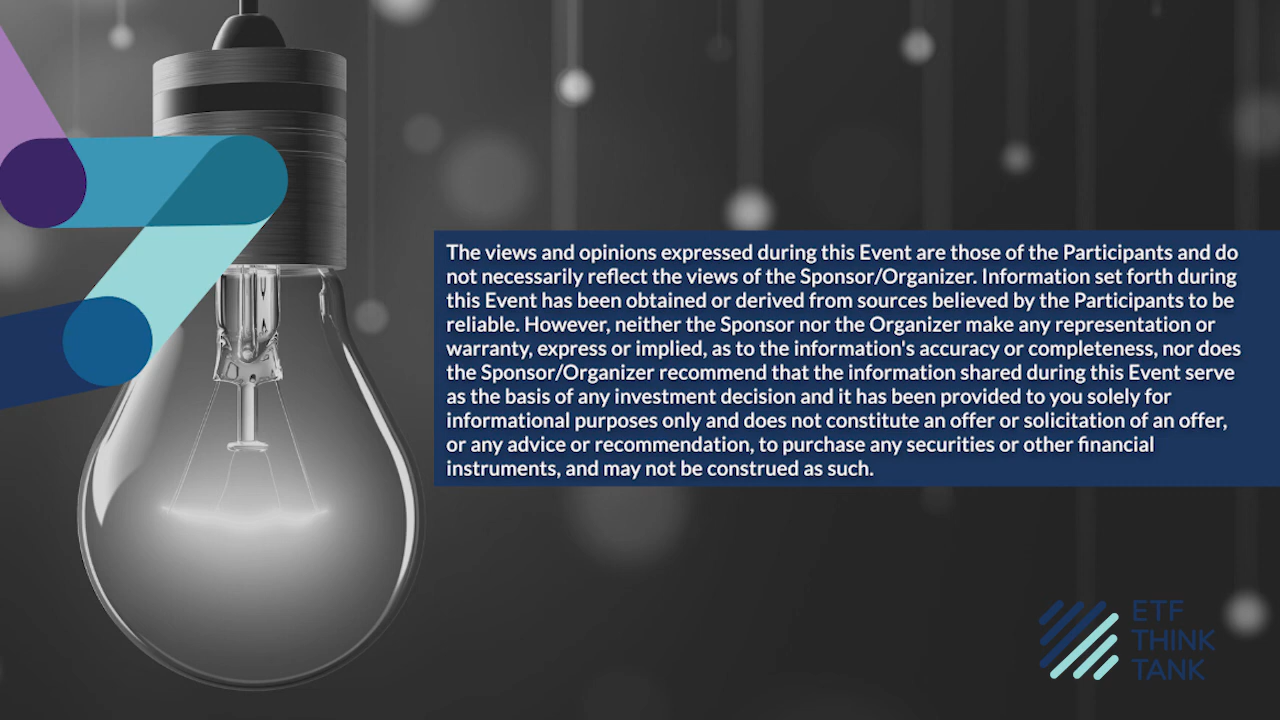 The views and opinions expressed during this Event are those of the Participants and do
not necessarily reflect the views of the Sponsor/Organizer. Information set forth during
this Event has been obtained or derived from sources believed by the Participants to be
reliable. However, neither the Sponsor nor the Organizer make any representation or
warranty, express or implied, as to the information's accuracy or completeness, nor does
the Sponsor/Organizer recommend that the information shared during this Event serve
as the basis of any investment decision and it has been provided to you solely for
informational purposes only and does not constitute an offer or solicitation of an offer,
or any advice or recommendation, to purchase any securities or other financial
instruments, and may not be construed as such.
ETF
THINK
TANK